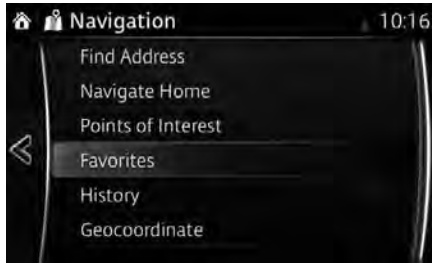 Navigation 10:16
Find Address
Navigate Home
Points of Interest
Favorites
History
Geocoordinate